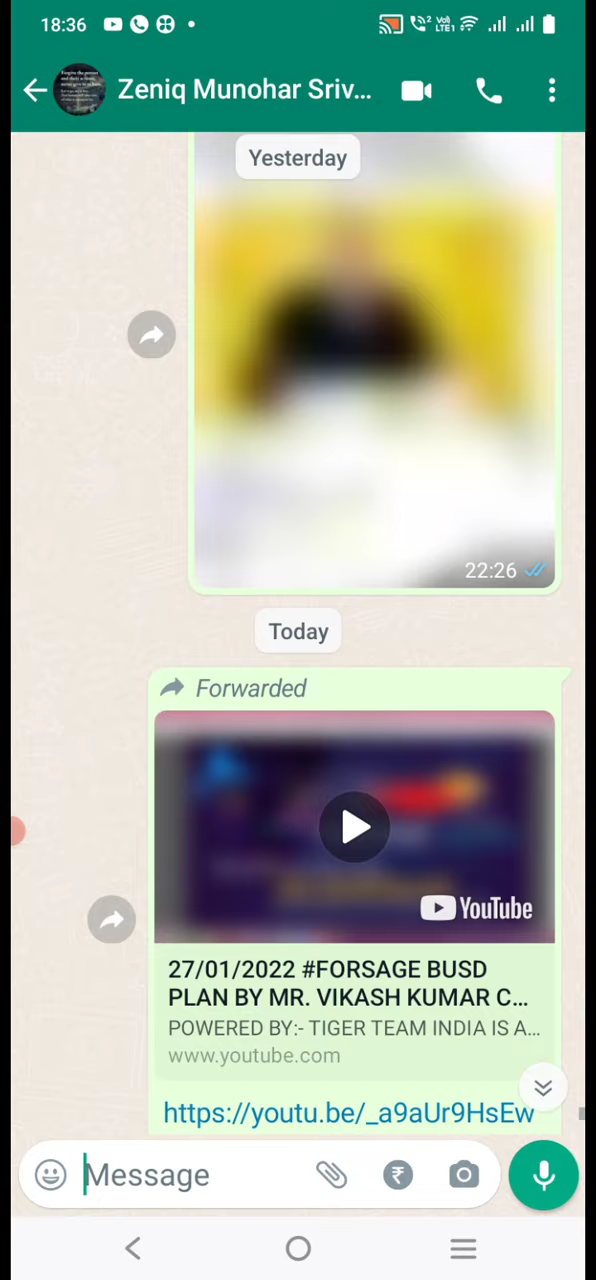 18:36
Zeniq Munohar Sriv...
Yesterday
22:26
Today
Forwarded
YouTube
27/01/2022 #FORSAGE BUSD
PLAN BY MR. VIKASH KUMAR C...
POWERED BY:- TIGER TEAM INDIA IS A...
www.youtube.com
https://youtu.be/_a9aUr9HsEw
Message